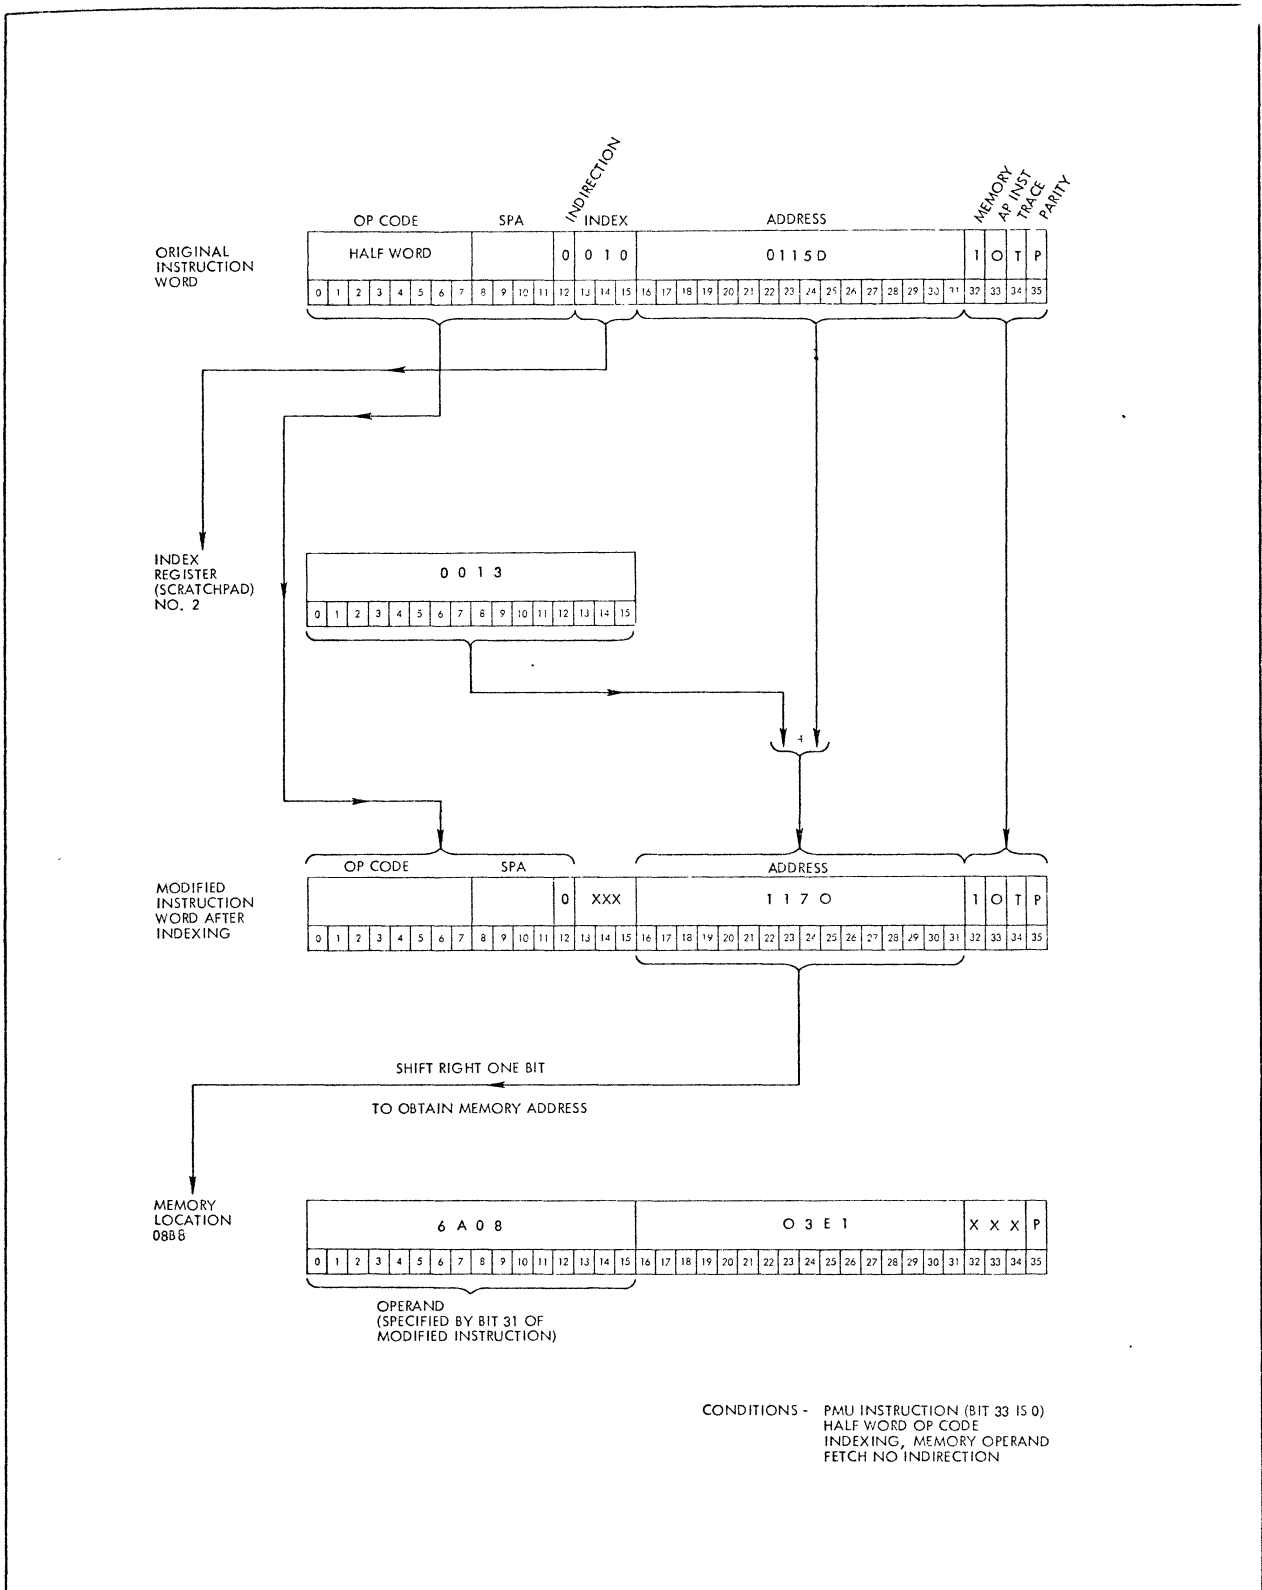 INDIRECTION
MEMORY
AP INST
TRACE
PARITY
OP CODE SPA INDEX ADDRESS
ORIGINAL
INSTRUCTION
WORD
HALF WORD 0 0 1 0 0115D 1 O T P
0 1 2 3 4 5 6 7 8 9 10 11 12 13 14 15 16 17 18 19 20 21 22 23 24 25 26 27 28 29 30 31 32 33 34 35
INDEX
REGISTER
(SCRATCHPAD)
NO. 2
0 0 1 3
0 1 2 3 4 5 6 7 8 9 10 11 12 13 14 15
+
OP CODE SPA ADDRESS
MODIFIED
INSTRUCTION
WORD AFTER
INDEXING
0 XXX 1 1 7 O 1 O T P
0 1 2 3 4 5 6 7 8 9 10 11 12 13 14 15 16 17 18 19 20 21 22 23 24 25 26 27 28 29 30 31 32 33 34 35
SHIFT RIGHT ONE BIT
TO OBTAIN MEMORY ADDRESS
MEMORY
LOCATION
08B8
6 A 0 8 O 3 E 1 X X X P
0 1 2 3 4 5 6 7 8 9 10 11 12 13 14 15 16 17 18 19 20 21 22 23 24 25 26 27 28 29 30 31 32 33 34 35
OPERAND
(SPECIFIED BY BIT 31 OF
MODIFIED INSTRUCTION)
CONDITIONS - PMU INSTRUCTION (BIT 33 IS 0)
HALF WORD OP CODE
INDEXING, MEMORY OPERAND
FETCH NO INDIRECTION